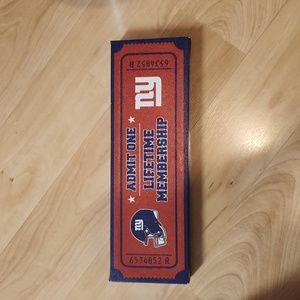 6534852 R
ny
ADMIT ONE
LIFETIME
MEMBERSHIP
ny
6534852 R